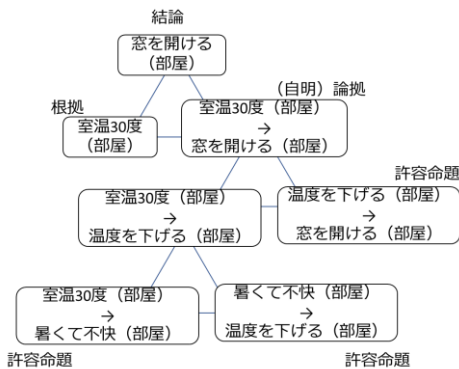 結論
窓を開ける
（部屋）
（自明）論拠
根拠
室温30度
（部屋）
室温30度（部屋）
→
窓を開ける（部屋）
許容命題
室温30度（部屋）
→
温度を下げる（部屋）
温度を下げる（部屋）
→
窓を開ける（部屋）
室温30度（部屋）
→
暑くて不快（部屋）
暑くて不快（部屋）
→
温度を下げる（部屋）
許容命題
許容命題